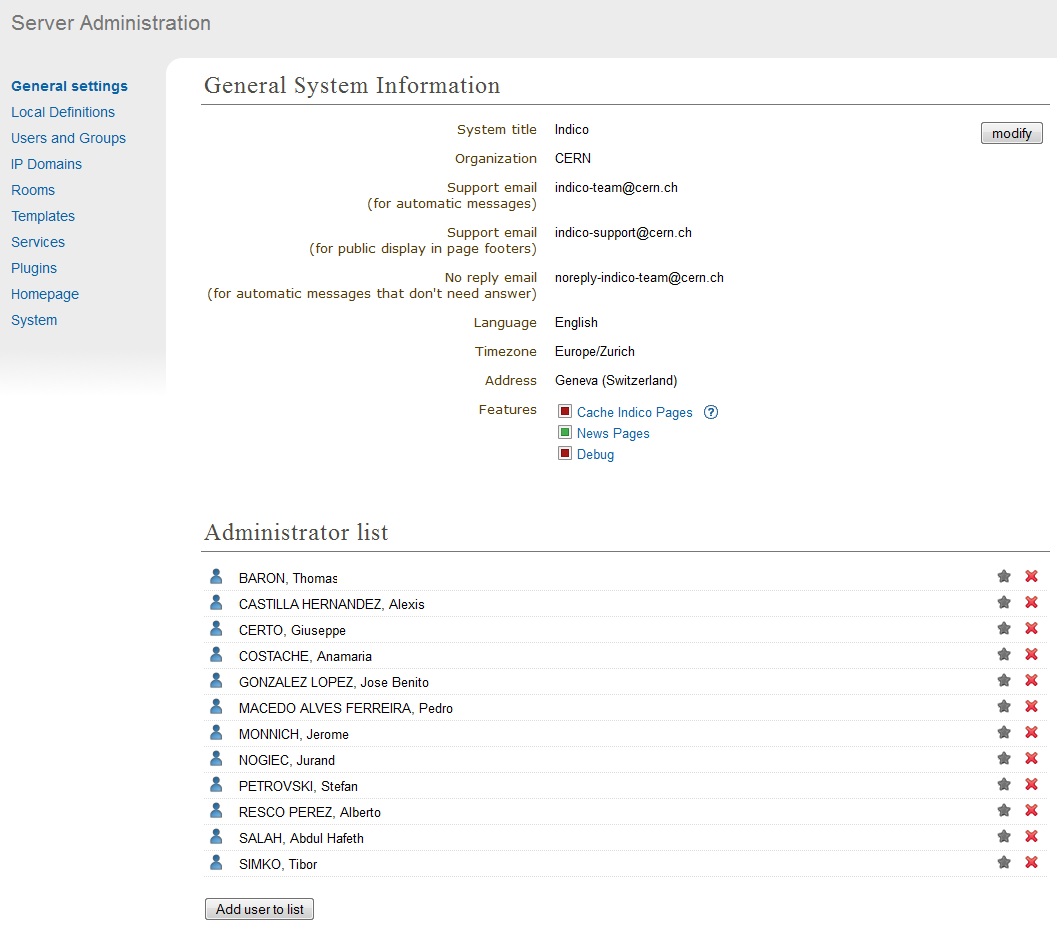 Server Administration
General settings
Local Definitions
Users and Groups
IP Domains
Rooms
Templates
Services
Plugins
Homepage
System
General System Information
System title Indico
modify
Organization CERN
Support email indico-team@cern.ch
(for automatic messages)
Support email indico-support@cern.ch
(for public display in page footers)
No reply email noreply-indico-team@cern.ch
(for automatic messages that don't need answer)
Language English
Timezone Europe/Zurich
Address Geneva (Switzerland)
Features Cache Indico Pages ?
News Pages
Debug
Administrator list
BARON, Thomas
CASTILLA HERNANDEZ, Alexis
CERTO, Giuseppe
COSTACHE, Anamaria
GONZALEZ LOPEZ, Jose Benito
MACEDO ALVES FERREIRA, Pedro
MONNICH, Jerome
NOGIEC, Jurand
PETROVSKI, Stefan
RESCO PEREZ, Alberto
SALAH, Abdul Hafeth
SIMKO, Tibor
Add user to list